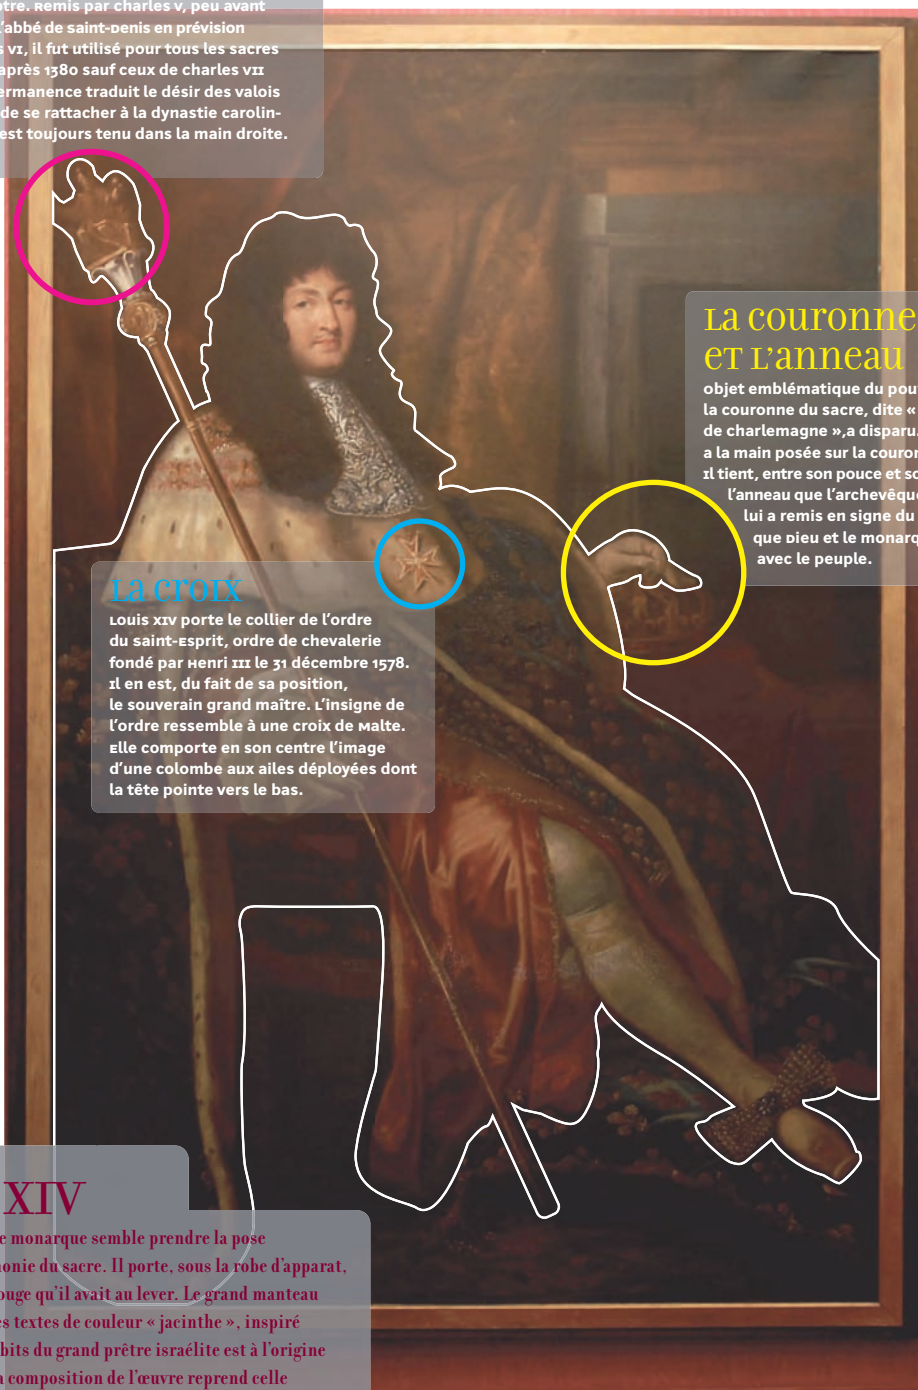 ôtre. Remis par charles v, peu avant
l'abbé de saint-Denis en prévision
s VI, il fut utilisé pour tous les sacres
après 1380 sauf ceux de charles VII
ermanence traduit le désir des valois
de se rattacher à la dynastie carolin-
est toujours tenu dans la main droite.
La couronne
et l'anneau
objet emblématique du pou
la couronne du sacre, dite «
de charlemagne »,a disparu.
a la main posée sur la couron
Il tient, entre son pouce et so
l'anneau que l'archevêque
lui a remis en signe du
que Dieu et le monarq
avec le peuple.
La croix
Louis XIV porte le collier de l'ordre
du saint-Esprit, ordre de chevalerie
fondé par Henri III le 31 décembre 1578.
Il en est, du fait de sa position,
le souverain grand maître. L'insigne de
l'ordre ressemble à une croix de Malte.
Elle comporte en son centre l'image
d'une colombe aux ailes déployées dont
la tête pointe vers le bas.
XIV
e monarque semble prendre la pose
monie du sacre. Il porte, sous la robe d'apparat,
ouge qu'il avait au lever. Le grand manteau
es textes de couleur « jacinthe », inspiré
bits du grand prêtre israélite est à l'origine
a composition de l'œuvre reprend celle